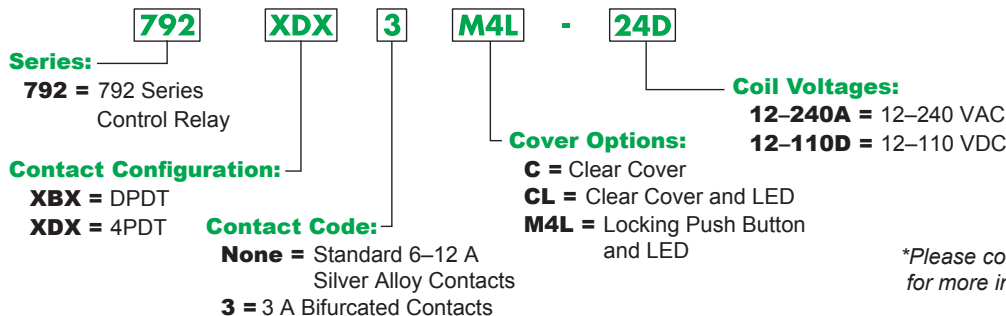 792 XDX 3 M4L - 24D
Series:
792 = 792 Series
Control Relay
Contact Configuration:
XBX = DPDT
XDX = 4PDT
Contact Code:
None = Standard 6–12 A
Silver Alloy Contacts
3 = 3 A Bifurcated Contacts
Cover Options:
C = Clear Cover
CL = Clear Cover and LED
M4L = Locking Push Button
and LED
Coil Voltages:
12–240A = 12–240 VAC
12–110D = 12–110 VDC
*Please
for more